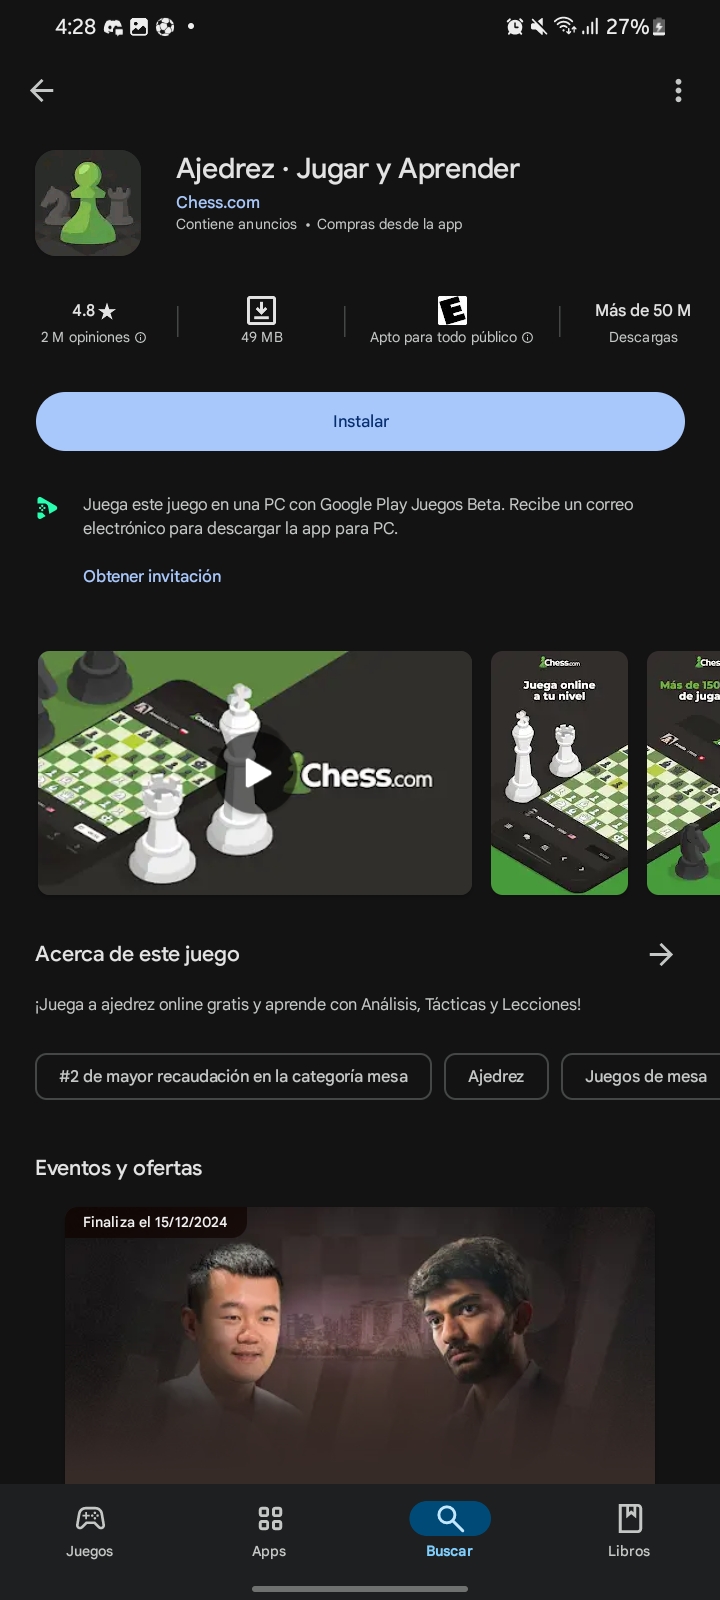 4:28
27%
Ajedrez · Jugar y Aprender
Chess.com
Contiene anuncios • Compras desde la app
4.8★
2 M opiniones
49 MB
E
Apto para todo público
Más de 50 M
Descargas
Instalar
Juega este juego en una PC con Google Play Juegos Beta. Recibe un correo
electrónico para descargar la app para PC.
Obtener invitación
Chess.com
Chess.com
Juega online
a tu nivel
Ches
Más de 150
de juga
Acerca de este juego
¡Juega a ajedrez online gratis y aprende con Análisis, Tácticas y Lecciones!
#2 de mayor recaudación en la categoría mesa
Ajedrez
Juegos de mesa
Eventos y ofertas
Finaliza el 15/12/2024
Juegos
Apps
Buscar
Libros